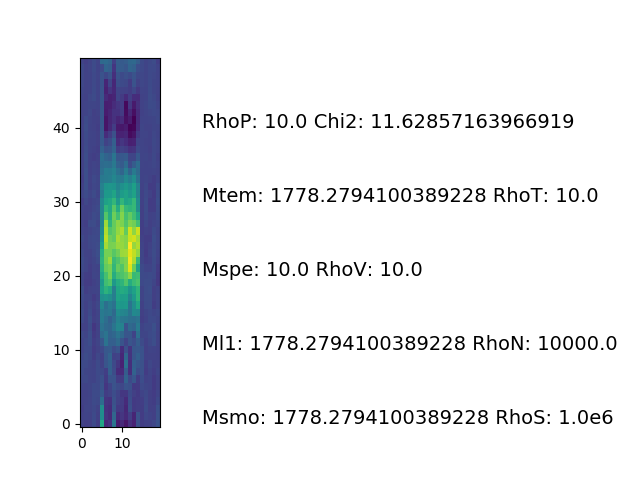 RhoP: 10.0 Chi2: 11.62857163966919
Mtem: 1778.2794100389228 RhoT: 10.0
Mspe: 10.0 RhoV: 10.0
Ml1: 1778.2794100389228 RhoN: 10000.0
Msmo: 1778.2794100389228 RhoS: 1.0e6
40
30
20
10
0
0 10